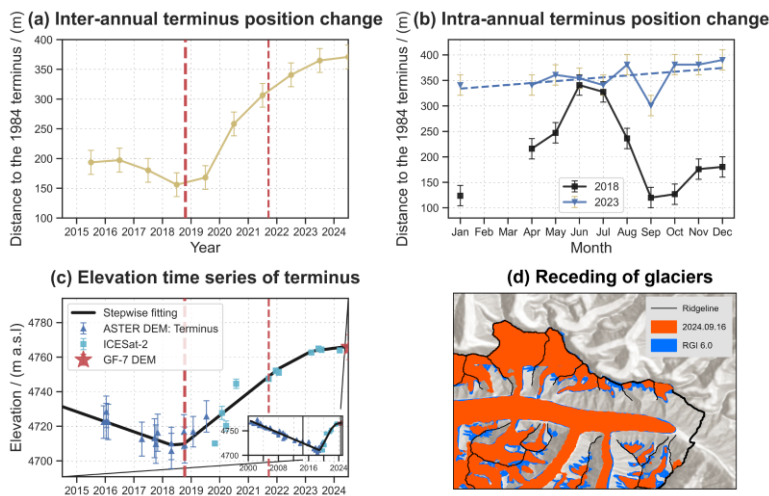 (a) Inter-annual terminus position change
Distance to the 1984 terminus / (m)
400
350
300
250
200
150
100
2015 2016 2017 2018 2019 2020 2021 2022 2023 2024
Year
(b) Intra-annual terminus position change
Distance to the 1984 terminus / (m)
400
350
300
250
200
150
100
2018
2023
Jan Feb Mar Apr May Jun Jul Aug Sep Oct Nov Dec
Month
(c) Elevation time series of terminus
Elevation / (m a.s.l)
4780
4760
4740
4720
4700
Stepwise fitting
ASTER DEM: Terminus
ICESat-2
GF-7 DEM
4750
4700
2000 2008 2016 2024
2015 2016 2017 2018 2019 2020 2021 2022 2023 2024
(d) Receding of glaciers
Ridgeline
2024.09.16
RGI 6.0